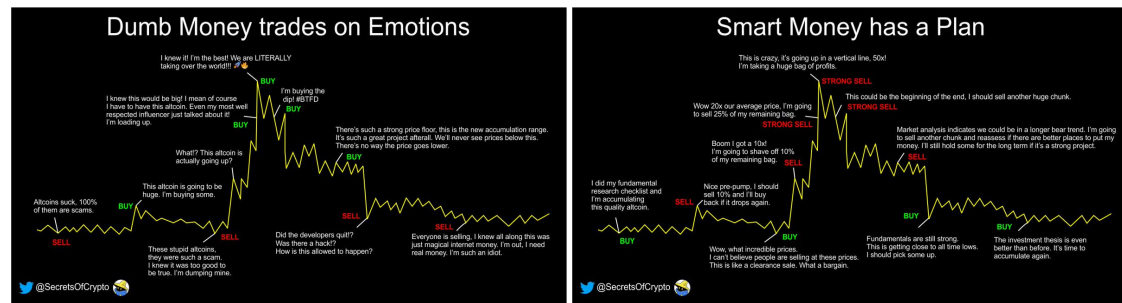 Dumb Money trades on Emotions
I knew it! I'm the best! We are LITERALLY
taking over the world!!! 🚀🔥
BUY
I'm buying the
dip! #BTFD
BUY
I knew this would be big! I mean of course
I have to have this altcoin. Even my most well
respected influencer just talked about it!
I'm loading up.
BUY
There's such a strong price floor, this is the new accumulation range.
It's such a great project afterall. We'll never see prices below this.
There's no way the price goes lower.
BUY
What!? This altcoin is
actually going up?
This altcoin is going to be
huge. I'm buying some.
BUY
Altcoins suck, 100%
of them are scams.
SELL
SELL
These stupid altcoins,
they were such a scam.
I knew it was too good to
be true. I'm dumping mine.
SELL
Did the developers quit!?
Was there a hack!?
How is this allowed to happen?
SELL
Everyone is selling, I knew all along this was
just magical internet money. I'm out, I need
real money. I'm such an idiot.
@SecretsOfCrypto
Smart Money has a Plan
This is crazy, it's going up in a vertical line, 50x!
I'm taking a huge bag of profits.
STRONG SELL
This could be the beginning of the end, I should sell another huge chunk.
STRONG SELL
Wow 20x our average price, I'm going
to sell 25% of my remaining bag.
STRONG SELL
Market analysis indicates we could be in a longer bear trend. I'm going
to sell another chunk and reassess if there are better places to put my
money. I'll still hold some for the long term if it's a strong project.
SELL
Boom I got a 10x!
I'm going to shave off 10%
of my remaining bag.
SELL
I did my fundamental
research checklist and
I'm accumulating
this quality altcoin.
BUY
Nice pre-pump, I should
sell 10% and I'll buy
back if it drops again.
SELL
BUY
Wow, what incredible prices.
I can't believe people are selling at these prices.
This is like a clearance sale. What a bargain.
BUY
Fundamentals are still strong.
This is getting close to all time lows.
I should pick some up.
BUY
The investment thesis is even
better than before. It's time to
accumulate again.
@SecretsOfCrypto